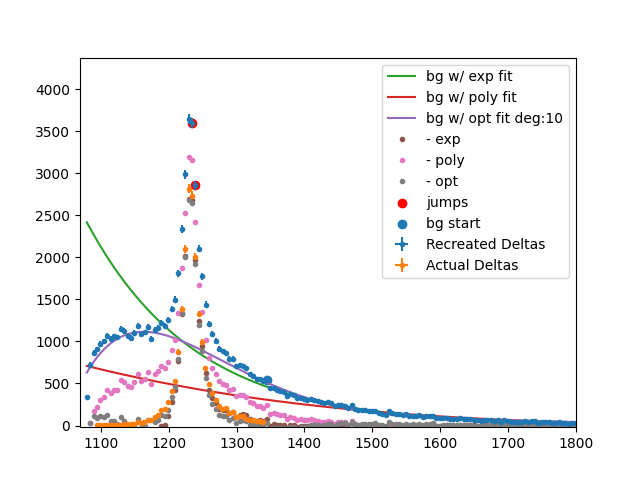 4000
3500
3000
2500
2000
1500
1000
500
0
1100
1200
1300
1400
1500
1600
1700
1800
bg w/ exp fit
bg w/ poly fit
bg w/ opt fit deg:10
- exp
- poly
- opt
jumps
bg start
Recreated Deltas
Actual Deltas